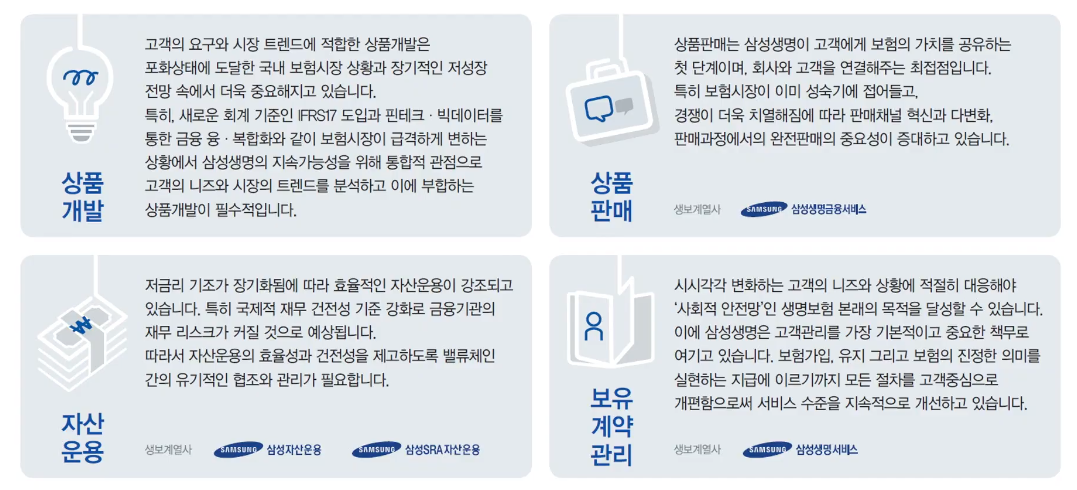 고객의 요구와 시장 트렌드에 적합한 상품개발은
포화상태에 도달한 국내 보험시장 상황과 장기적인 저성장
전망 속에서 더욱 중요해지고 있습니다.
특히, 새로운 회계 기준인 IFRS17 도입과 핀테크 · 빅데이터를
통한 금융 융 · 복합화와 같이 보험시장이 급격하게 변하는
상황에서 삼성생명의 지속가능성을 위해 통합적 관점으로
고객의 니즈와 시장의 트렌드를 분석하고 이에 부합하는
상품개발이 필수적입니다.
상품
개발
상품판매는 삼성생명이 고객에게 보험의 가치를 공유하는
첫 단계이며, 회사와 고객을 연결해주는 최접점입니다.
특히 보험시장이 이미 성숙기에 접어들고,
경쟁이 더욱 치열해짐에 따라 판매채널 혁신과 다변화,
판매과정에서의 완전판매의 중요성이 증대하고 있습니다.
상품
판매
생보계열사 SAMSUNG 삼성생명금융서비스
저금리 기조가 장기화됨에 따라 효율적인 자산운용이 강조되고
있습니다. 특히 국제적 재무 건전성 기준 강화로 금융기관의
재무 리스크가 커질 것으로 예상됩니다.
따라서 자산운용의 효율성과 건전성을 제고하도록 밸류체인
간의 유기적인 협조와 관리가 필요합니다.
₩
자산
운용
생보계열사 SAMSUNG 삼성자산운용 SAMSUNG 삼성SRA자산운용
시시각각 변화하는 고객의 니즈와 상황에 적절히 대응해야
‘사회적 안전망’인 생명보험 본래의 목적을 달성할 수 있습니다.
이에 삼성생명은 고객관리를 가장 기본적이고 중요한 책무로
여기고 있습니다. 보험가입, 유지 그리고 보험의 진정한 의미를
실현하는 지급에 이르기까지 모든 절차를 고객중심으로
개편함으로써 서비스 수준을 지속적으로 개선하고 있습니다.
보유
계약
관리
생보계열사 SAMSUNG 삼성생명서비스